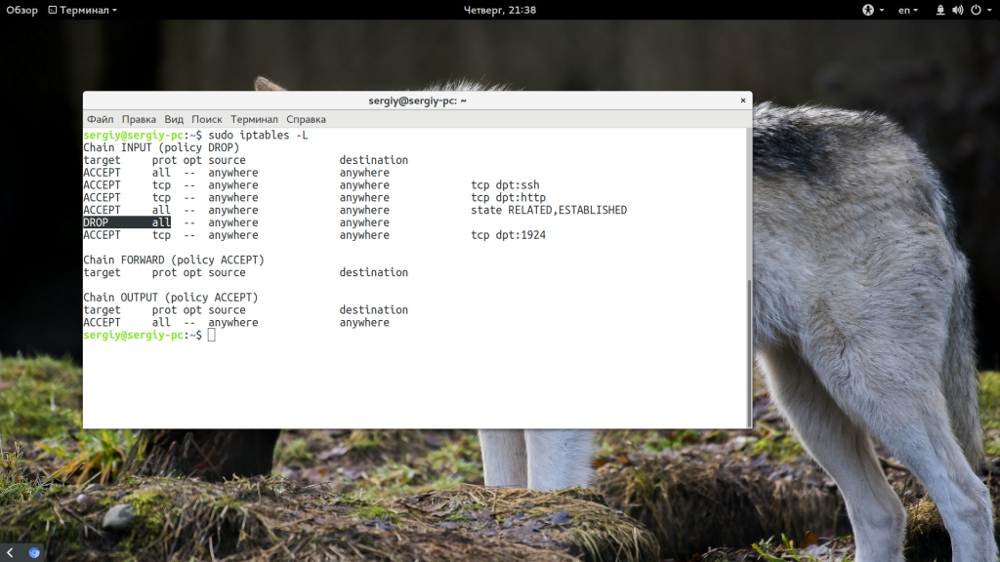 Обзор Терминал Четверг, 21:38 en
sergiy@sergiy-pc: ~ ×
Файл Правка Вид Поиск Терминал Справка
sergiy@sergiy-pc:~$ sudo iptables -L
Chain INPUT (policy DROP)
target prot opt source destination
ACCEPT all -- anywhere anywhere
ACCEPT tcp -- anywhere anywhere tcp dpt:ssh
ACCEPT tcp -- anywhere anywhere tcp dpt:http
ACCEPT all -- anywhere anywhere state RELATED,ESTABLISHED
DROP all -- anywhere anywhere
ACCEPT tcp -- anywhere anywhere tcp dpt:1924
Chain FORWARD (policy ACCEPT)
target prot opt source destination
Chain OUTPUT (policy ACCEPT)
target prot opt source destination
ACCEPT all -- anywhere anywhere
sergiy@sergiy-pc:~$